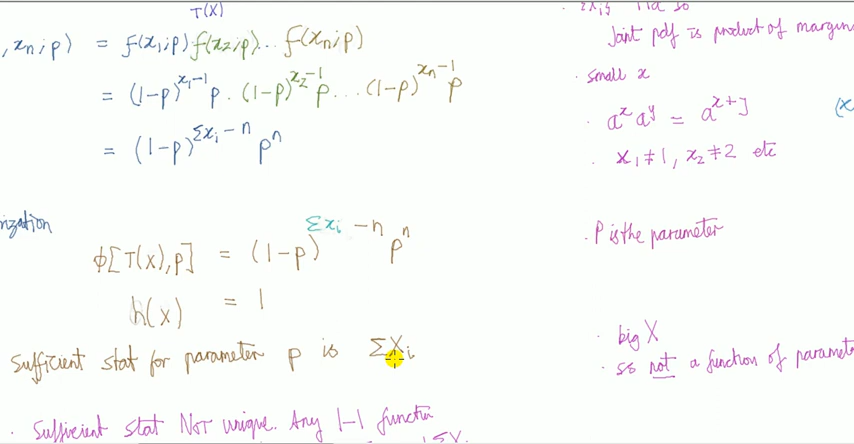 T(X)
, xn; p) = f(x1; p) f(x2; p) ... f(xn; p)
= (1-p)^(x1-1) p . (1-p)^(x2-1) p ... (1-p)^(xn-1) p
= (1-p)^(Σxi - n) p^n
rization
φ[T(x), p] = (1-p)^(Σxi - n) p^n
h(x) = 1
Sufficient stat for parameter p is ΣXi
· Sufficient stat NOT unique. Any 1-1 function
Joint pdf is product of margin
· small x
· a^x a^y = a^(x+y)
(x
· x1 ≠ 1, x2 ≠ 2 etc
· P is the parameter
· big X
· ss not a function of paramete